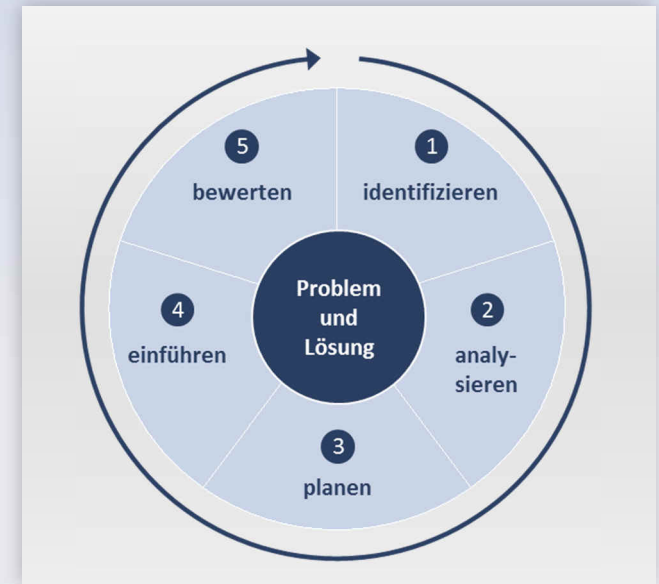 1
identifizieren
2
analy-
sieren
3
planen
4
einführen
5
bewerten
Problem
und
Lösung